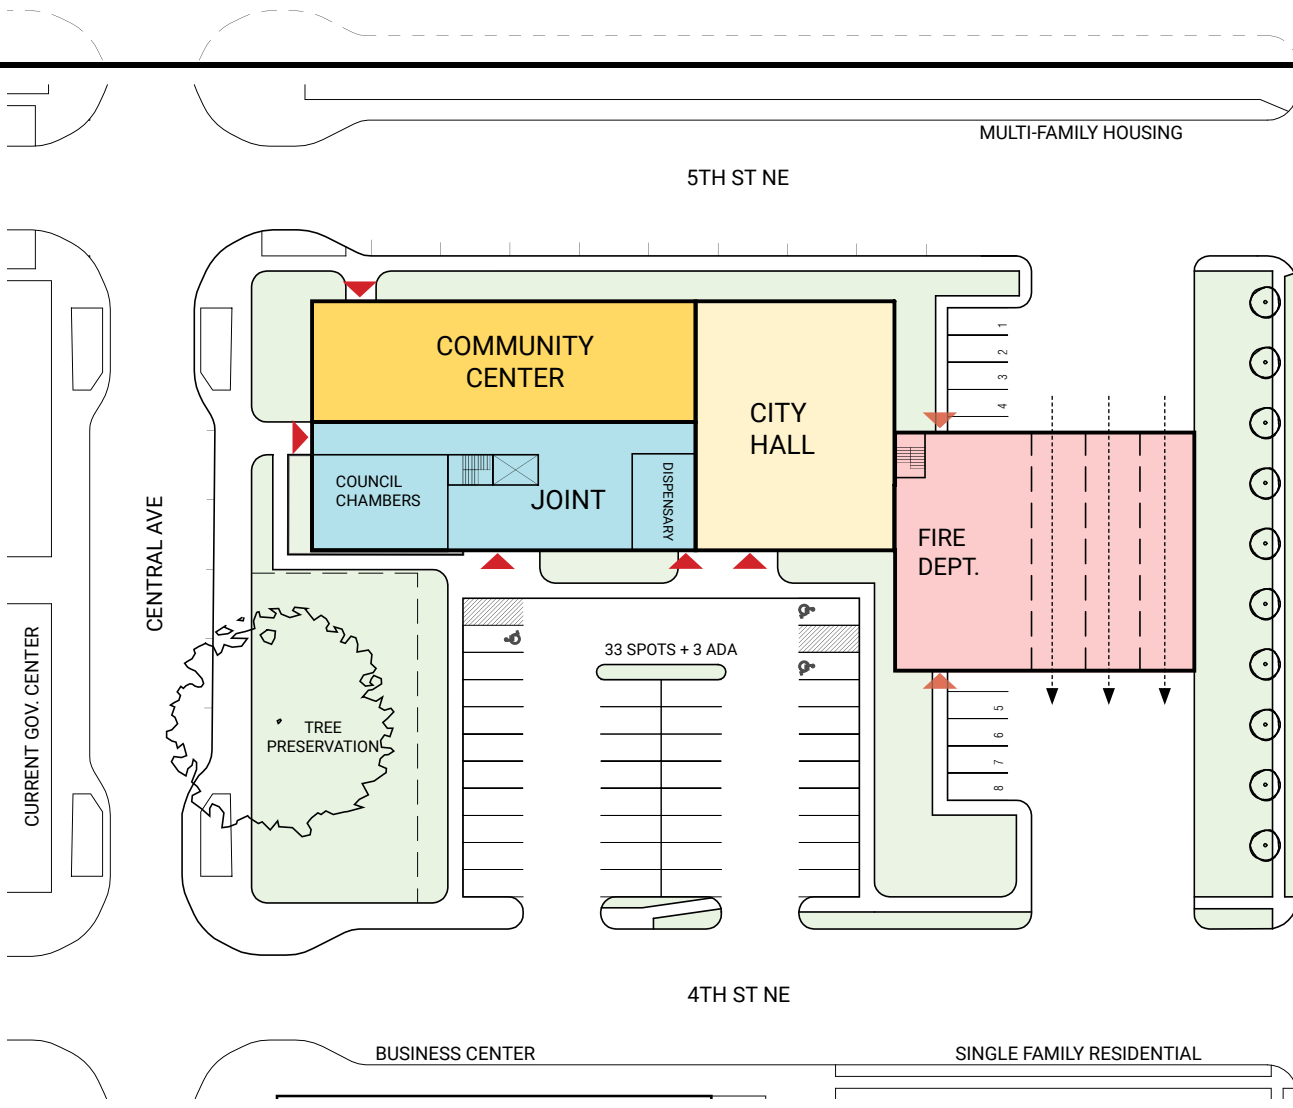 MULTI-FAMILY HOUSING
5TH ST NE
1
2
3
4
COMMUNITY
CENTER
CITY
HALL
COUNCIL
CHAMBERS
JOINT
DISPENSARY
FIRE
DEPT.
CENTRAL AVE
CURRENT GOV. CENTER
33 SPOTS + 3 ADA
TREE
PRESERVATION
5
6
7
8
4TH ST NE
BUSINESS CENTER
SINGLE FAMILY RESIDENTIAL